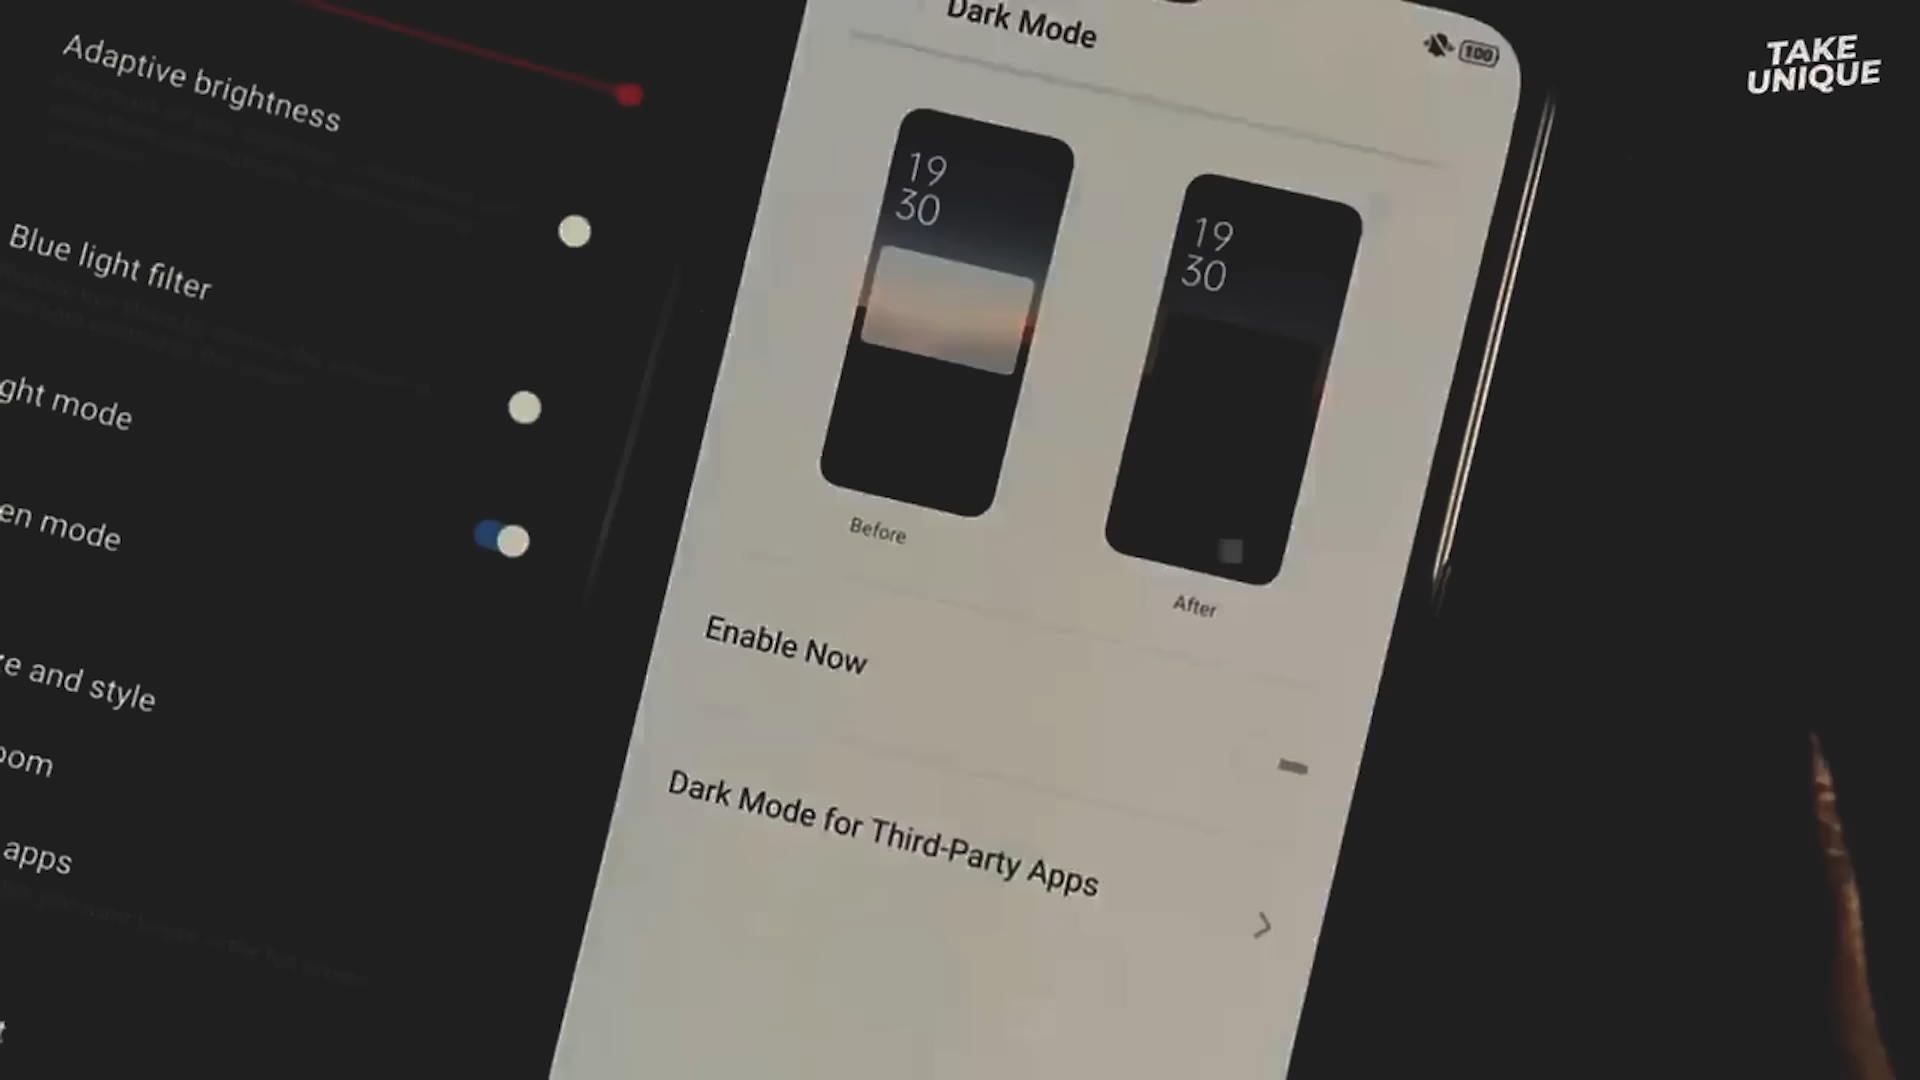 Adaptive brightness
Blue light filter
ght mode
en mode
ze and style
oom
apps
t
Dark Mode
100
19
30
19
30
Before
After
Enable Now
Dark Mode for Third-Party Apps
TAKE
UNIQUE